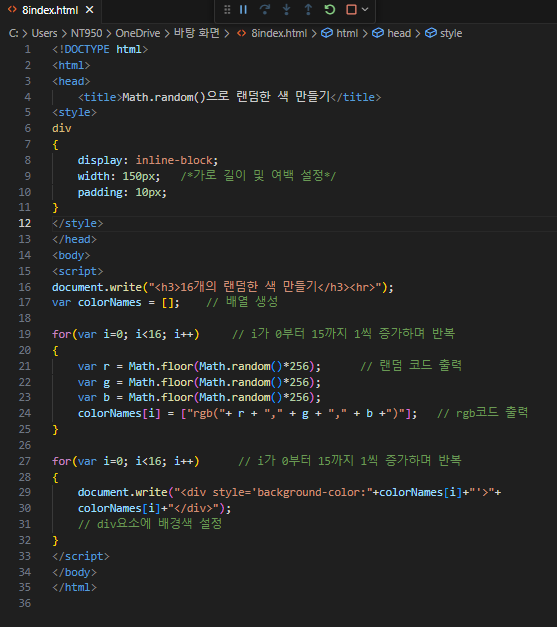 8index.html
C: > Users > NT950 > OneDrive > 바탕 화면 > 8index.html > html > head > style
1 <!DOCTYPE html>
2 <html>
3 <head>
4     <title>Math.random()으로 랜덤한 색 만들기</title>
5 <style>
6 div
7 {
8     display: inline-block;
9     width: 150px;   /*가로 길이 및 여백 설정*/
10     padding: 10px;
11 }
12 </style>
13 </head>
14 <body>
15 <script>
16 document.write("<h3>16개의 랜덤한 색 만들기</h3><hr>");
17 var colorNames = [];    // 배열 생성
18
19 for(var i=0; i<16; i++)     // i가 0부터 15까지 1씩 증가하며 반복
20 {
21     var r = Math.floor(Math.random()*256);      // 랜덤 코드 출력
22     var g = Math.floor(Math.random()*256);
23     var b = Math.floor(Math.random()*256);
24     colorNames[i] = ["rgb("+ r + "," + g + "," + b +")"];   // rgb코드 출력
25 }
26
27 for(var i=0; i<16; i++)      // i가 0부터 15까지 1씩 증가하며 반복
28 {
29     document.write("<div style='background-color:"+colorNames[i]+"'>"+
30     colorNames[i]+"</div>");
31     // div요소에 배경색 설정
32 }
33 </script>
34 </body>
35 </html>
36